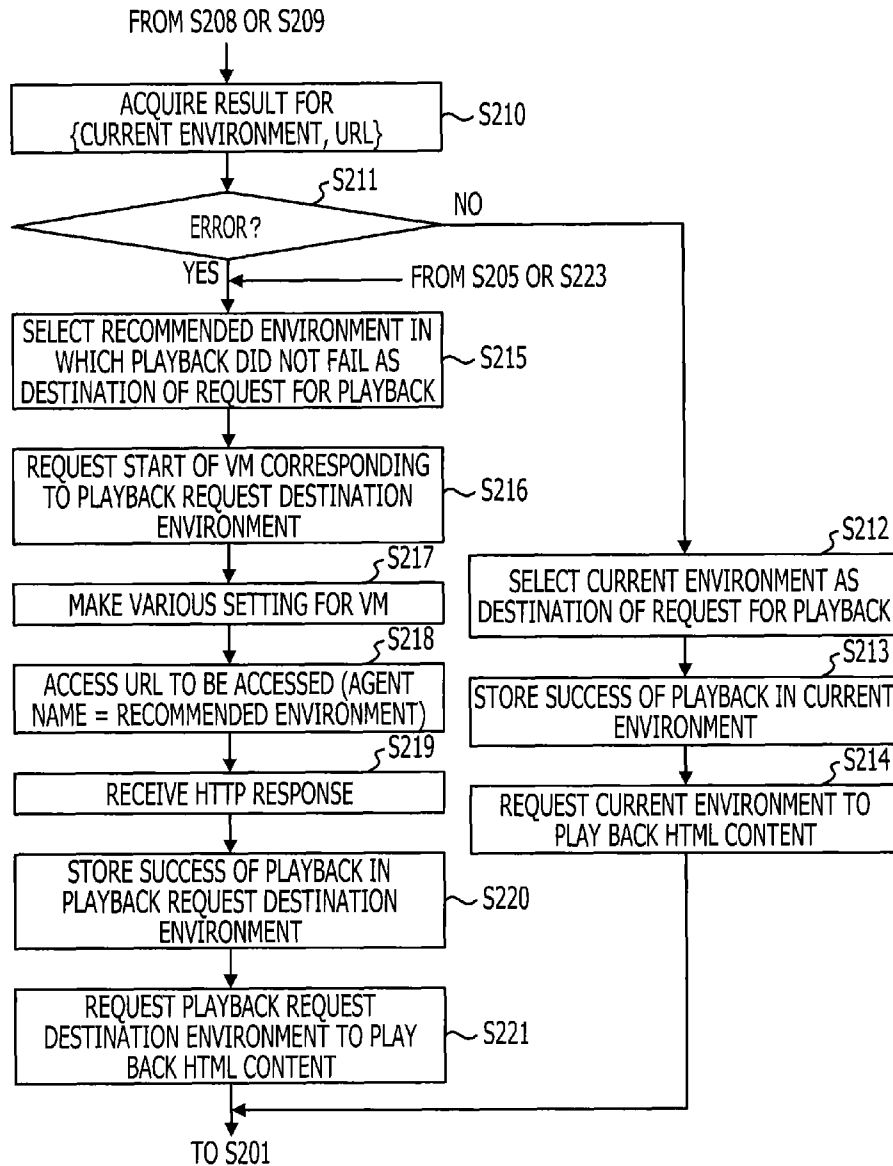 FROM S208 OR S209
ACQUIRE RESULT FOR
{CURRENT ENVIRONMENT, URL}
S210
S211
ERROR?
NO
YES
FROM S205 OR S223
SELECT RECOMMENDED ENVIRONMENT IN
WHICH PLAYBACK DID NOT FAIL AS
DESTINATION OF REQUEST FOR PLAYBACK
S215
REQUEST START OF VM CORRESPONDING
TO PLAYBACK REQUEST DESTINATION
ENVIRONMENT
S216
S217
MAKE VARIOUS SETTING FOR VM
S218
ACCESS URL TO BE ACCESSED (AGENT
NAME = RECOMMENDED ENVIRONMENT)
S219
RECEIVE HTTP RESPONSE
STORE SUCCESS OF PLAYBACK IN
PLAYBACK REQUEST DESTINATION
ENVIRONMENT
S220
REQUEST PLAYBACK REQUEST
DESTINATION ENVIRONMENT TO PLAY
BACK HTML CONTENT
S221
S212
SELECT CURRENT ENVIRONMENT AS
DESTINATION OF REQUEST FOR PLAYBACK
S213
STORE SUCCESS OF PLAYBACK IN CURRENT
ENVIRONMENT
S214
REQUEST CURRENT ENVIRONMENT TO
PLAY BACK HTML CONTENT
TO S201